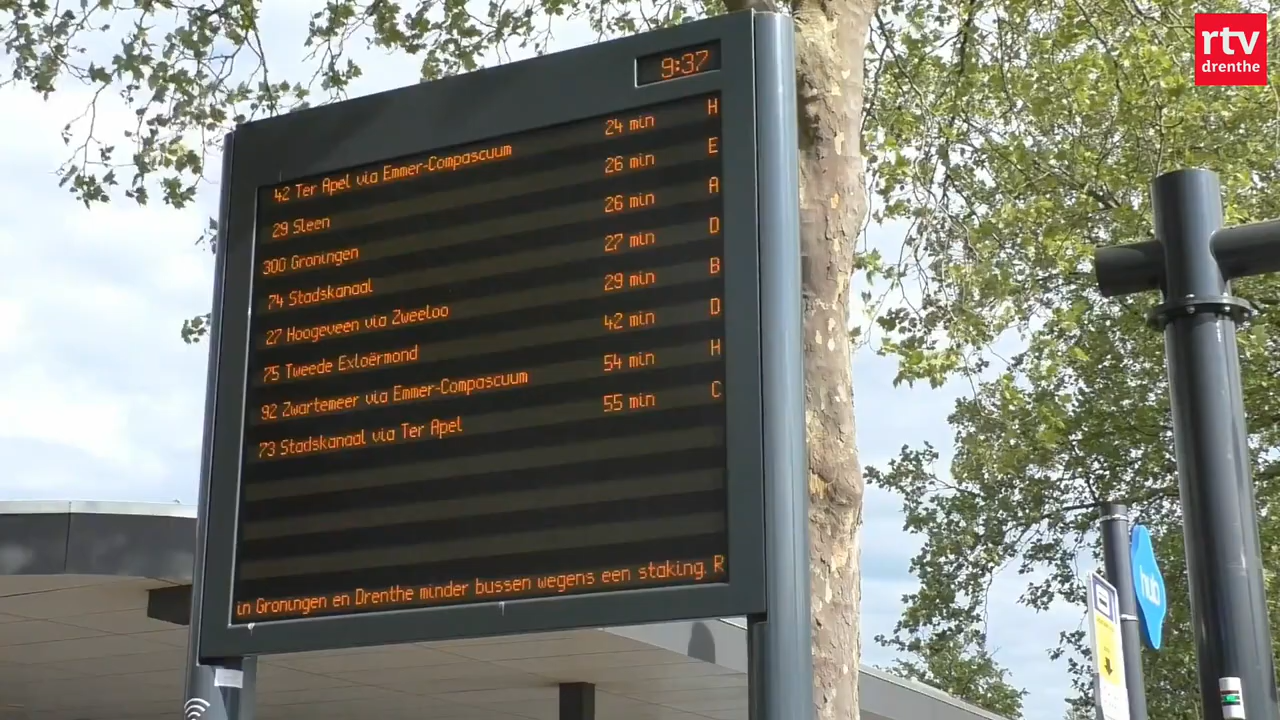 rtv
drenthe
9:37
42 Ter Apel via Emmer-Compascuum 24 min H
29 Sleen 26 min E
300 Groningen 26 min A
74 Stadskanaal 27 min D
27 Hoogeveen via Zweeloo 29 min B
75 Tweede Exloërmond 42 min D
92 Zwartemeer via Emmer-Compascuum 54 min H
73 Stadskanaal via Ter Apel 55 min C
in Groningen en Drenthe minder bussen wegens een staking. R
hub